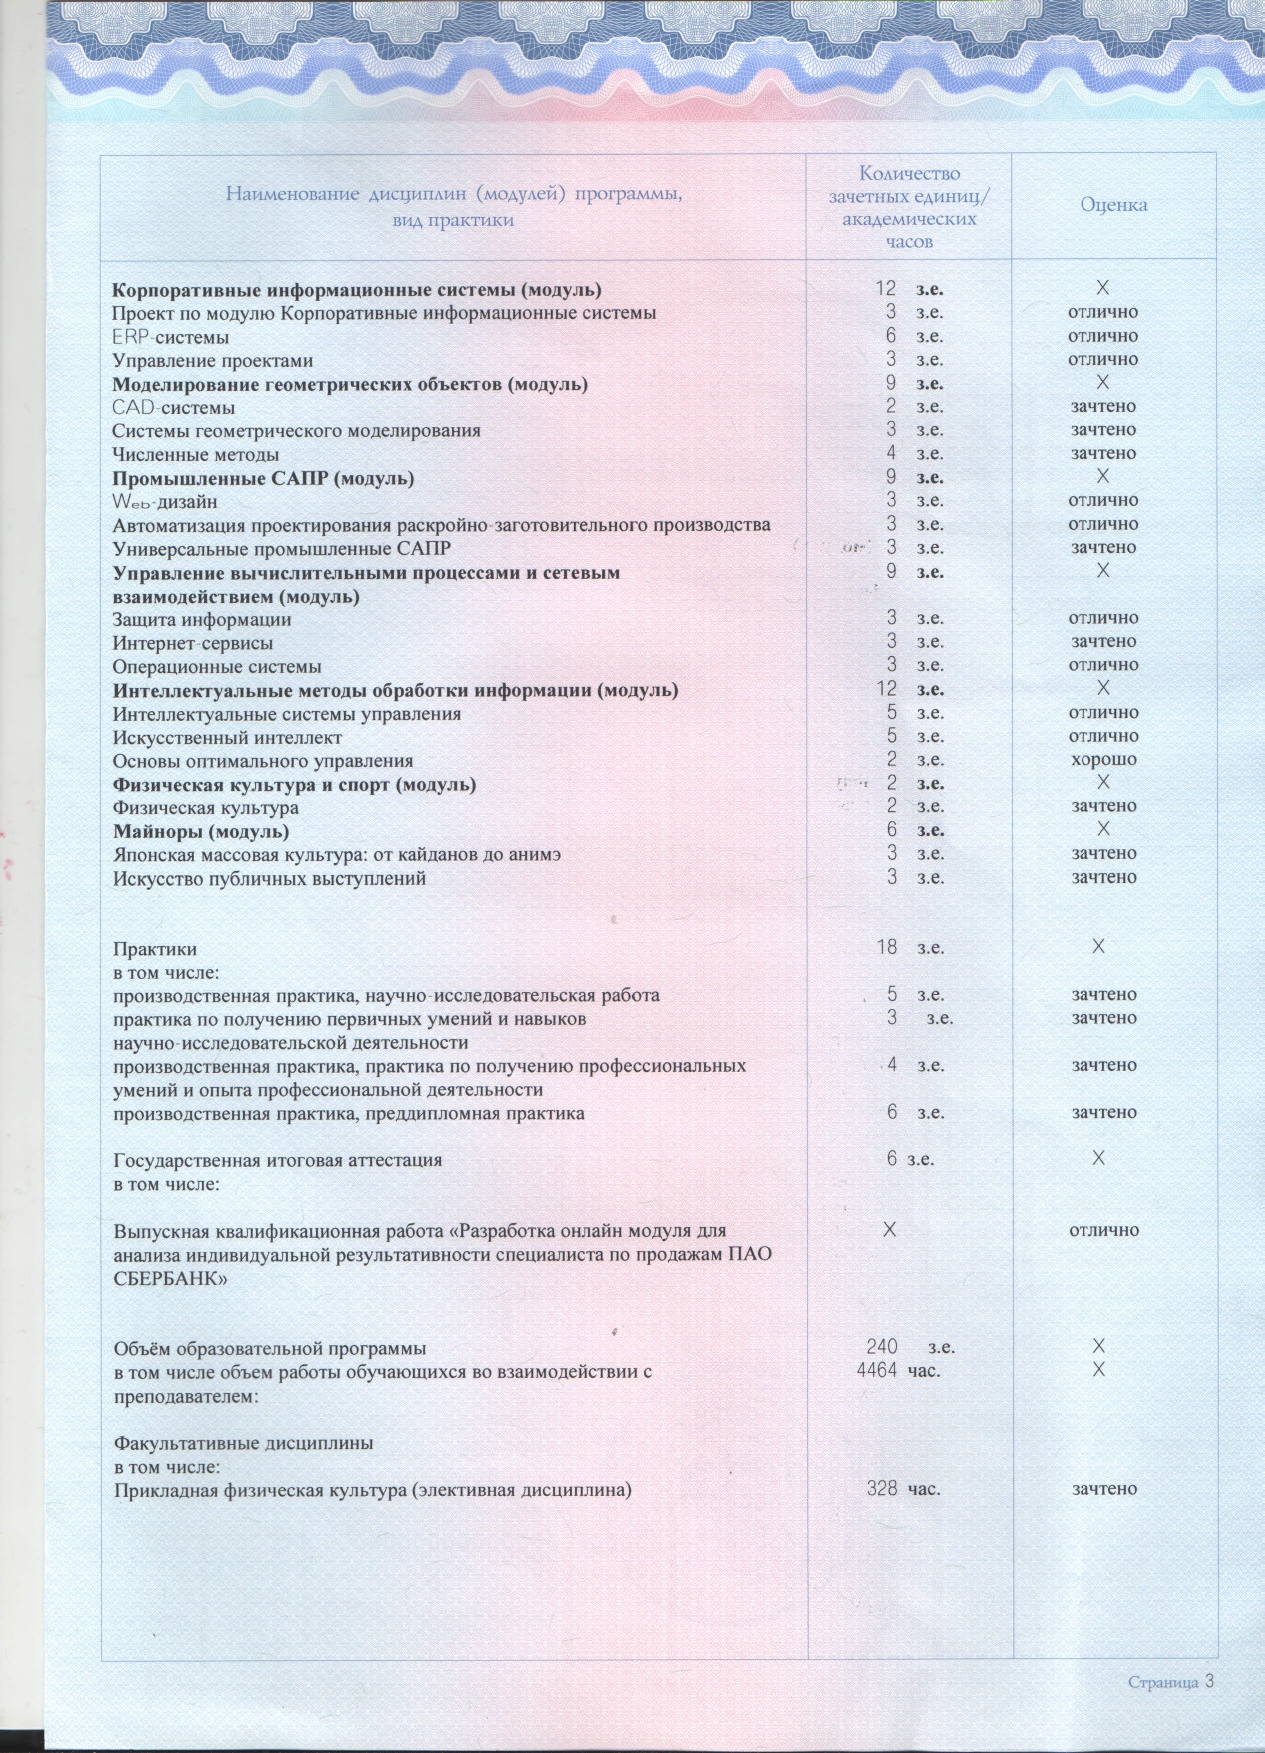 Наименование дисциплин (модулей) программы,
вид практики
Количество
зачетных единиц/
академических
часов
Оценка
Корпоративные информационные системы (модуль) 12 з.е. X
Проект по модулю Корпоративные информационные системы 3 з.е. отлично
ERP-системы 6 з.е. отлично
Управление проектами 3 з.е. отлично
Моделирование геометрических объектов (модуль) 9 з.е. X
CAD-системы 2 з.е. зачтено
Системы геометрического моделирования 3 з.е. зачтено
Численные методы 4 з.е. зачтено
Промышленные САПР (модуль) 9 з.е. X
Web-дизайн 3 з.е. отлично
Автоматизация проектирования раскройно-заготовительного производства 3 з.е. отлично
Универсальные промышленные САПР 3 з.е. зачтено
Управление вычислительными процессами и сетевым 9 з.е. X
взаимодействием (модуль)
Защита информации 3 з.е. отлично
Интернет-сервисы 3 з.е. зачтено
Операционные системы 3 з.е. отлично
Интеллектуальные методы обработки информации (модуль) 12 з.е. X
Интеллектуальные системы управления 5 з.е. отлично
Искусственный интеллект 5 з.е. отлично
Основы оптимального управления 2 з.е. хорошо
Физическая культура и спорт (модуль) 2 з.е. X
Физическая культура 2 з.е. зачтено
Майноры (модуль) 6 з.е. X
Японская массовая культура: от кайданов до анимэ 3 з.е. зачтено
Искусство публичных выступлений 3 з.е. зачтено
Практики 18 з.е. X
в том числе:
производственная практика, научно-исследовательская работа 5 з.е. зачтено
практика по получению первичных умений и навыков 3 з.е. зачтено
научно-исследовательской деятельности
производственная практика, практика по получению профессиональных 4 з.е. зачтено
умений и опыта профессиональной деятельности
производственная практика, преддипломная практика 6 з.е. зачтено
Государственная итоговая аттестация 6 з.е. X
в том числе:
Выпускная квалификационная работа «Разработка онлайн модуля для X отлично
анализа индивидуальной результативности специалиста по продажам ПАО
СБЕРБАНК»
Объём образовательной программы 240 з.е. X
в том числе объем работы обучающихся во взаимодействии с 4464 час. X
преподавателем:
Факультативные дисциплины
в том числе:
Прикладная физическая культура (элективная дисциплина) 328 час. зачтено
Страница 3